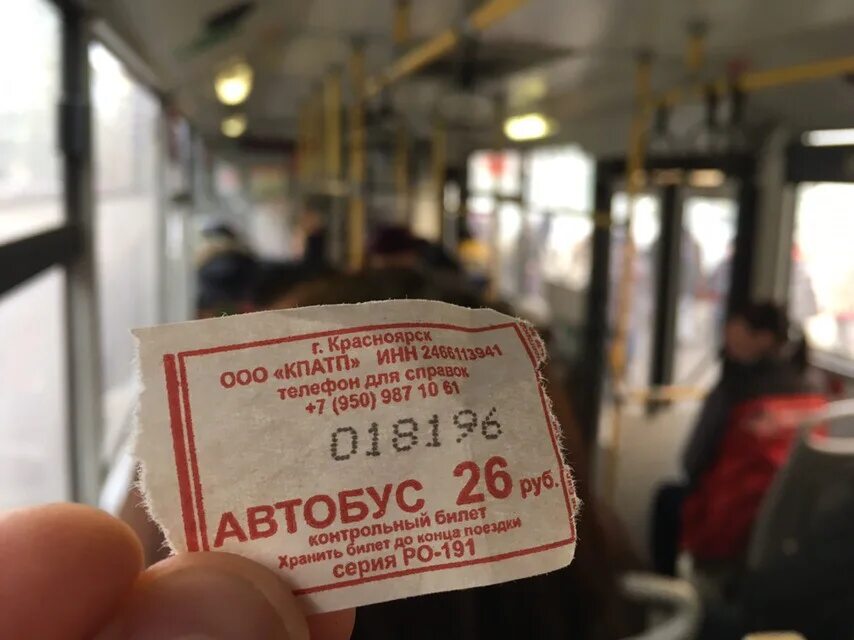 г. Красноярск
ООО «КПАТП» ИНН 2466113941
телефон для справок
+7 (950) 987 10 61
018196
АВТОБУС 26 руб.
контрольный билет
Хранить билет до конца поездки
серия РО-191